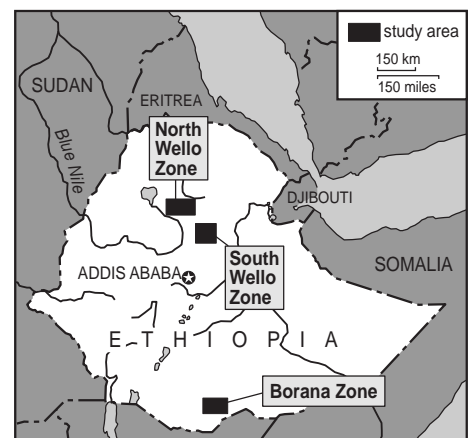 study area
150 km
150 miles
SUDAN
ERITREA
Blue Nile
North
Wello
Zone
DJIBOUTI
ADDIS ABABA
South
Wello
Zone
SOMALIA
ETHIOPIA
Borana Zone